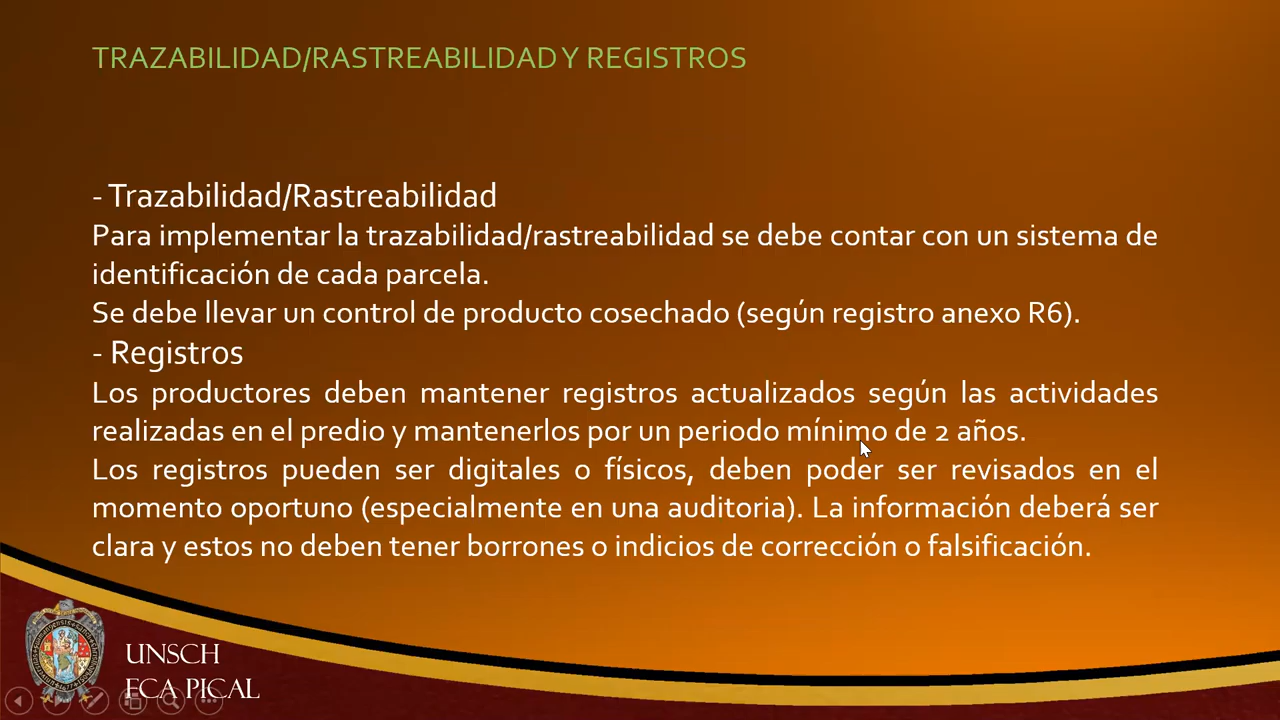 TRAZABILIDAD/RASTREABILIDAD Y REGISTROS
- Trazabilidad/Rastreabilidad
Para implementar la trazabilidad/rastreabilidad se debe contar con un sistema de
identificación de cada parcela.
Se debe llevar un control de producto cosechado (según registro anexo R6).
- Registros
Los productores deben mantener registros actualizados según las actividades
realizadas en el predio y mantenerlos por un periodo mínimo de 2 años.
Los registros pueden ser digitales o físicos, deben poder ser revisados en el
momento oportuno (especialmente en una auditoria). La información deberá ser
clara y estos no deben tener borrones o indicios de corrección o falsificación.
UNSCH
ECA PICAL